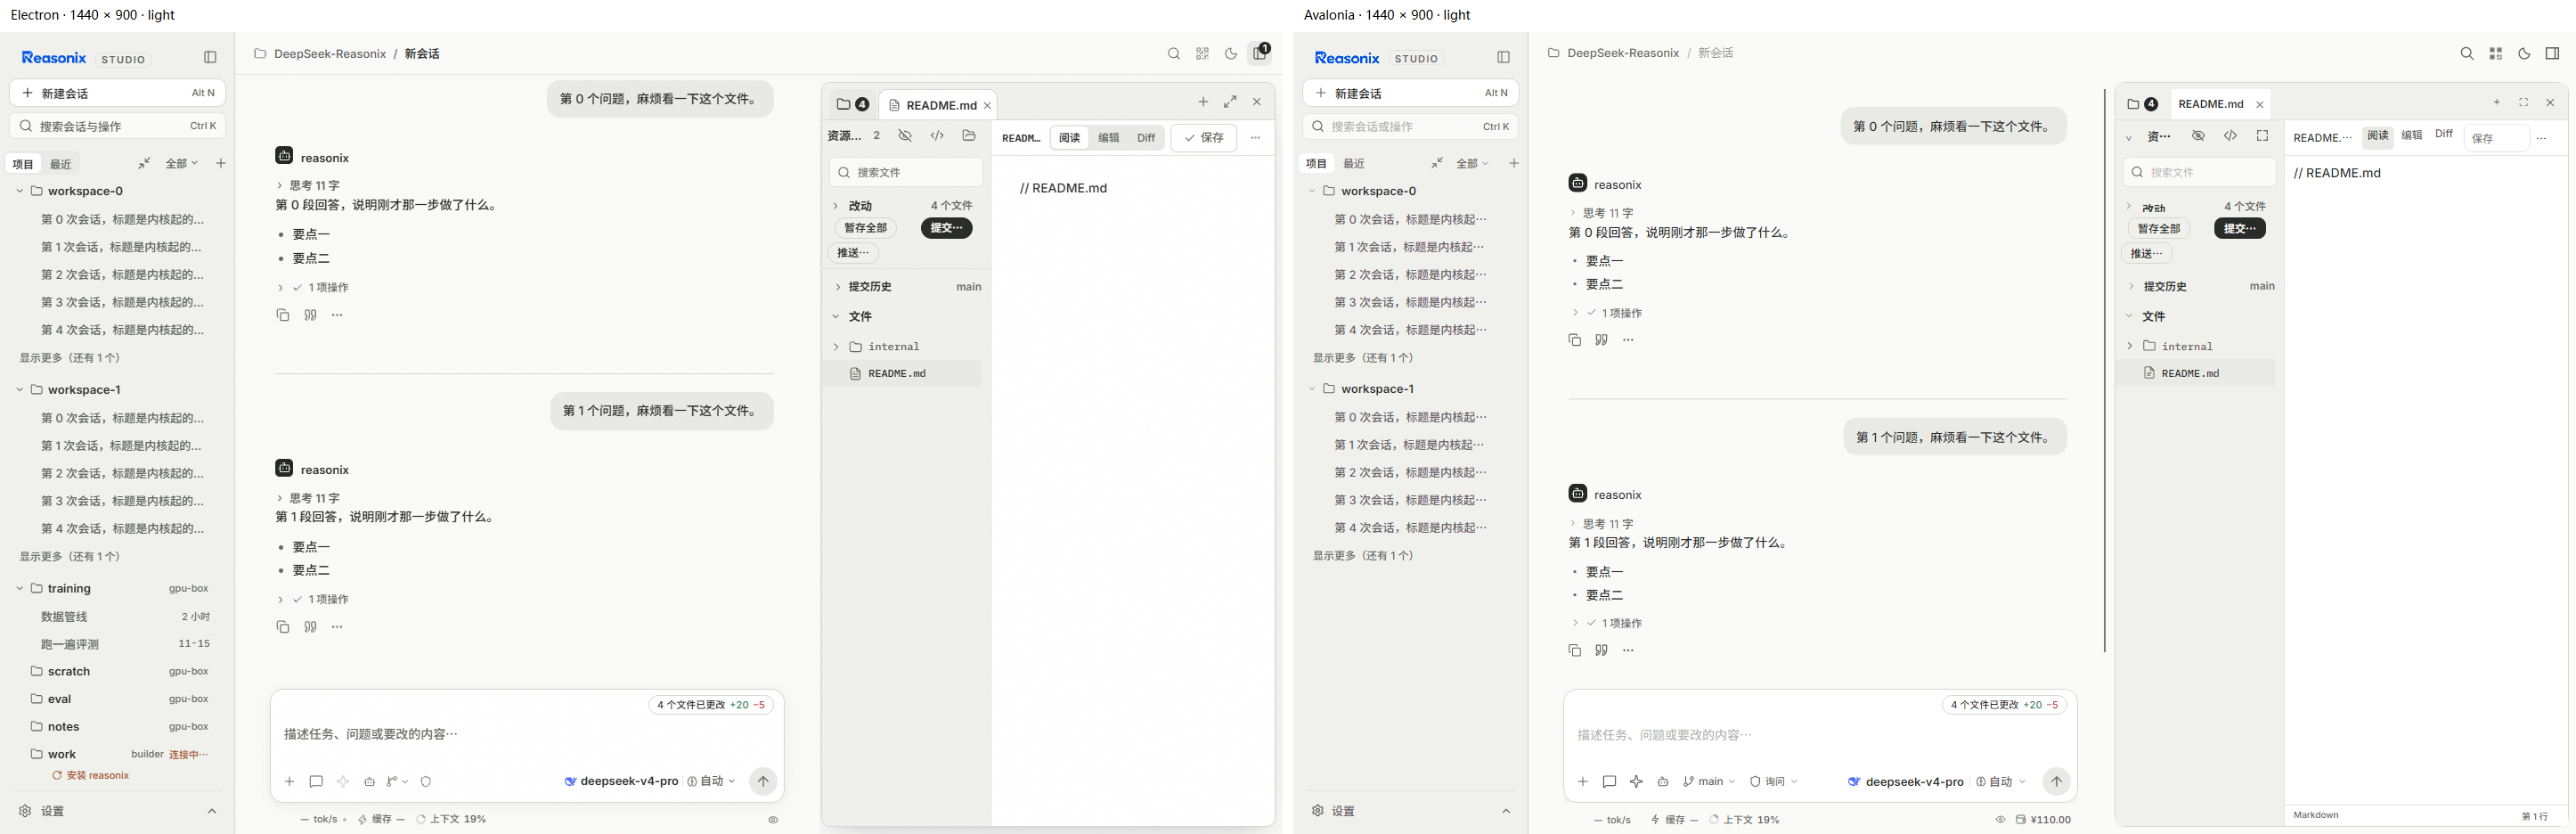 Electron · 1440 × 900 · light
Reasonix STUDIO
新建会话 Alt N
搜索会话与操作 Ctrl K
项目 最近 全部
workspace-0
第 0 次会话，标题是内核起的...
第 1 次会话，标题是内核起的...
第 2 次会话，标题是内核起的...
第 3 次会话，标题是内核起的...
第 4 次会话，标题是内核起的...
显示更多（还有 1 个）
workspace-1
第 0 次会话，标题是内核起的...
第 1 次会话，标题是内核起的...
第 2 次会话，标题是内核起的...
第 3 次会话，标题是内核起的...
第 4 次会话，标题是内核起的...
显示更多（还有 1 个）
training gpu-box
数据管线 2 小时
跑一遍评测 11-15
scratch gpu-box
eval gpu-box
notes gpu-box
work builder 连接中···
安装 reasonix
设置
DeepSeek-Reasonix / 新会话
1
第 0 个问题，麻烦看一下这个文件。
reasonix
思考 11 字
第 0 段回答，说明刚才那一步做了什么。
• 要点一
• 要点二
1 项操作
第 1 个问题，麻烦看一下这个文件。
reasonix
思考 11 字
第 1 段回答，说明刚才那一步做了什么。
• 要点一
• 要点二
1 项操作
4 个文件已更改 +20 −5
描述任务、问题或要改的内容···
deepseek-v4-pro 自动
— tok/s 缓存 — 上下文 19%
4 README.md
资源... 2
搜索文件
改动 4 个文件
暂存全部 提交···
推送···
提交历史 main
文件
internal
README.md
READM... 阅读 编辑 Diff 保存
// README.md
Avalonia · 1440 × 900 · light
Reasonix STUDIO
新建会话 Alt N
搜索会话或操作 Ctrl K
项目 最近 全部
workspace-0
第 0 次会话，标题是内核起···
第 1 次会话，标题是内核起···
第 2 次会话，标题是内核起···
第 3 次会话，标题是内核起···
第 4 次会话，标题是内核起···
显示更多（还有 1 个）
workspace-1
第 0 次会话，标题是内核起···
第 1 次会话，标题是内核起···
第 2 次会话，标题是内核起···
第 3 次会话，标题是内核起···
第 4 次会话，标题是内核起···
显示更多（还有 1 个）
设置
DeepSeek-Reasonix / 新会话
第 0 个问题，麻烦看一下这个文件。
reasonix
思考 11 字
第 0 段回答，说明刚才那一步做了什么。
• 要点一
• 要点二
1 项操作
第 1 个问题，麻烦看一下这个文件。
reasonix
思考 11 字
第 1 段回答，说明刚才那一步做了什么。
• 要点一
• 要点二
1 项操作
4 个文件已更改 +20 −5
描述任务、问题或要改的内容···
main 询问 deepseek-v4-pro 自动
— tok/s 缓存 — 上下文 19% ¥110.00
4 README.md
资···
搜索文件
改动 4 个文件
暂存全部 提交···
推送···
提交历史 main
文件
internal
README.md
README.··· 阅读 编辑 Diff 保存
// README.md
Markdown 第 1 行